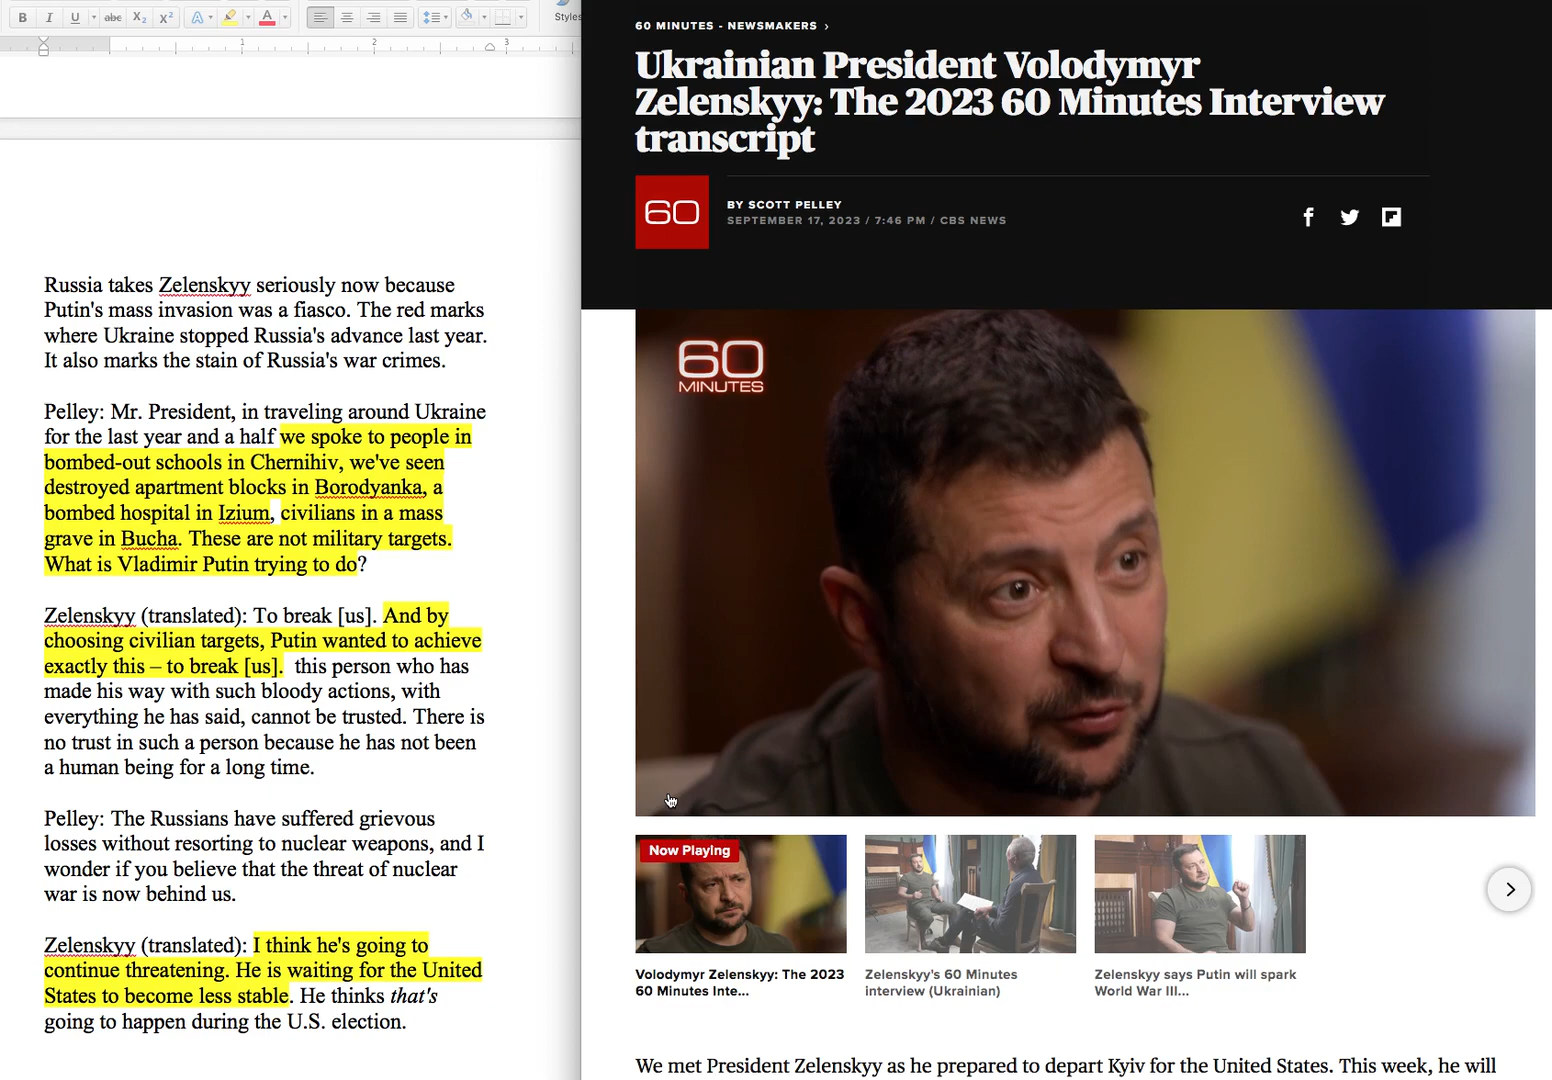 B I U abc X₂ X² A A
Styles
1 2 3
Russia takes Zelenskyy seriously now because
Putin's mass invasion was a fiasco. The red marks
where Ukraine stopped Russia's advance last year.
It also marks the stain of Russia's war crimes.
Pelley: Mr. President, in traveling around Ukraine
for the last year and a half we spoke to people in
bombed-out schools in Chernihiv, we've seen
destroyed apartment blocks in Borodyanka, a
bombed hospital in Izium, civilians in a mass
grave in Bucha. These are not military targets.
What is Vladimir Putin trying to do?
Zelenskyy (translated): To break [us]. And by
choosing civilian targets, Putin wanted to achieve
exactly this – to break [us]. this person who has
made his way with such bloody actions, with
everything he has said, cannot be trusted. There is
no trust in such a person because he has not been
a human being for a long time.
Pelley: The Russians have suffered grievous
losses without resorting to nuclear weapons, and I
wonder if you believe that the threat of nuclear
war is now behind us.
Zelenskyy (translated): I think he's going to
continue threatening. He is waiting for the United
States to become less stable. He thinks that's
going to happen during the U.S. election.
60 MINUTES - NEWSMAKERS ›
Ukrainian President Volodymyr
Zelenskyy: The 2023 60 Minutes Interview
transcript
60
BY SCOTT PELLEY
SEPTEMBER 17, 2023 / 7:46 PM / CBS NEWS
60
MINUTES
Now Playing
Volodymyr Zelenskyy: The 2023
60 Minutes Inte...
Zelenskyy's 60 Minutes
interview (Ukrainian)
Zelenskyy says Putin will spark
World War III...
We met President Zelenskyy as he prepared to depart Kyiv for the United States. This week, he will